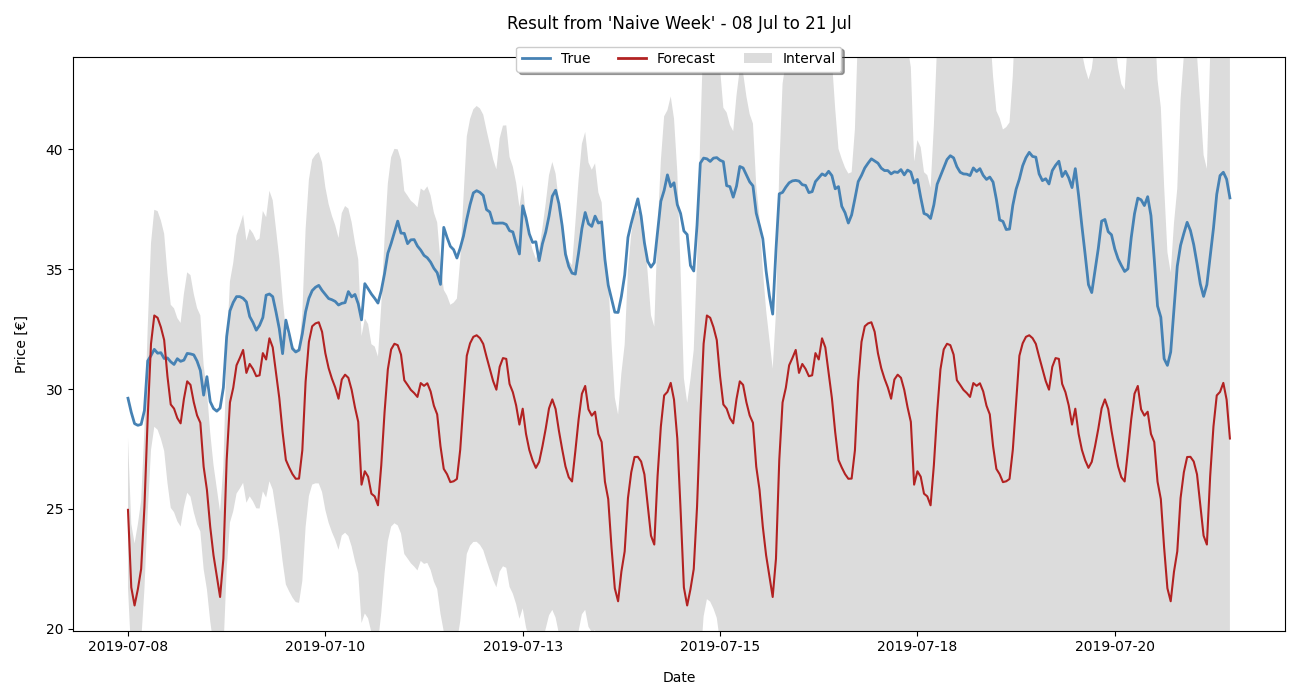 Result from 'Naive Week' - 08 Jul to 21 Jul
True Forecast Interval
Price [€]
40
35
30
25
20
2019-07-08 2019-07-10 2019-07-13 2019-07-15 2019-07-18 2019-07-20
Date